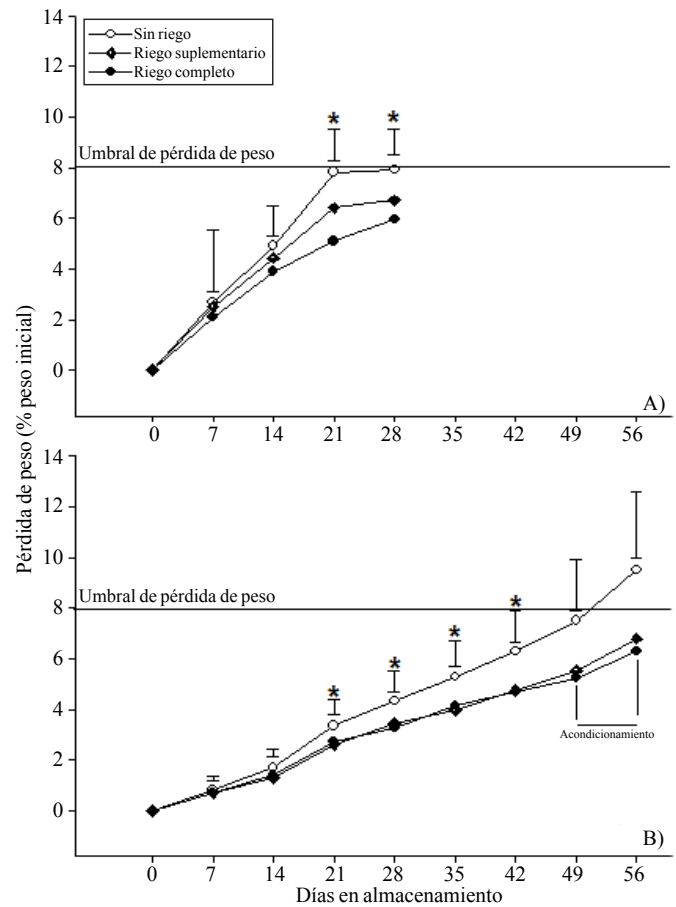 14
Sin riego
Riego suplementario
Riego completo
12
10
* *
Umbral de pérdida de peso
8
6
4
2
0
A)
0 7 14 21 28 35 42 49 56
Pérdida de peso (% peso inicial)
14
12
10
Umbral de pérdida de peso
8
* * * *
6
4
Acondicionamiento
2
0
B)
0 7 14 21 28 35 42 49 56
Días en almacenamiento